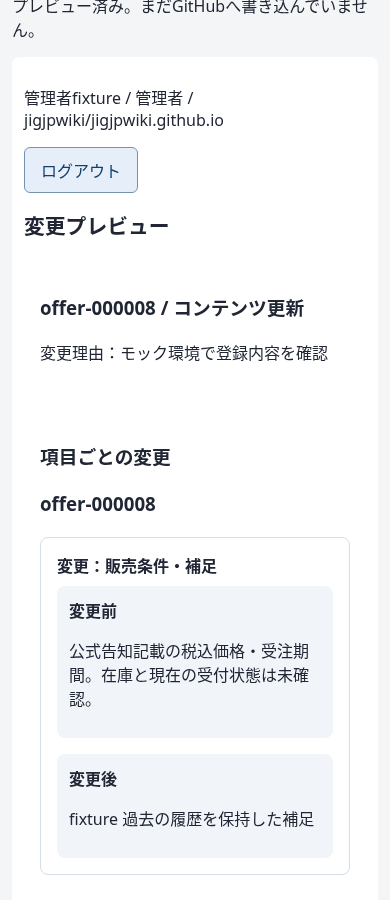 プレビュー済み。まだGitHubへ書き込んでいませ
ん。
管理者fixture / 管理者 /
jigjpwiki/jigjpwiki.github.io
ログアウト
変更プレビュー
offer-000008 / コンテンツ更新
変更理由：モック環境で登録内容を確認
項目ごとの変更
offer-000008
変更：販売条件・補足
変更前
公式告知記載の税込価格・受注期
間。在庫と現在の受付状態は未確
認。
変更後
fixture 過去の履歴を保持した補足